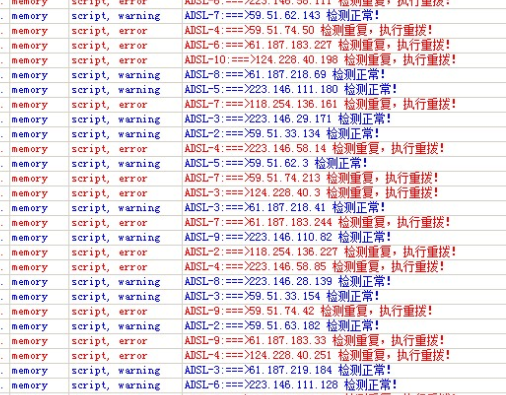 . memory script, error ADSL-6:===>223.146.58.111 检测重复，执行重拨！
. memory script, warning ADSL-7:===>59.51.62.143 检测正常！
. memory script, error ADSL-4:===>59.51.74.50 检测重复，执行重拨！
. memory script, error ADSL-6:===>61.187.183.227 检测重复，执行重拨！
. memory script, error ADSL-10:===>124.228.40.198 检测重复，执行重拨！
. memory script, warning ADSL-8:===>61.187.218.69 检测正常！
. memory script, warning ADSL-5:===>223.146.111.180 检测正常！
. memory script, error ADSL-7:===>118.254.136.161 检测重复，执行重拨！
. memory script, warning ADSL-3:===>223.146.29.171 检测正常！
. memory script, warning ADSL-2:===>59.51.33.134 检测正常！
. memory script, error ADSL-4:===>223.146.58.14 检测重复，执行重拨！
. memory script, warning ADSL-5:===>59.51.62.3 检测正常！
. memory script, error ADSL-7:===>59.51.74.213 检测重复，执行重拨！
. memory script, error ADSL-3:===>124.228.40.3 检测重复，执行重拨！
. memory script, warning ADSL-3:===>61.187.218.41 检测正常！
. memory script, error ADSL-7:===>61.187.183.244 检测重复，执行重拨！
. memory script, warning ADSL-9:===>223.146.110.82 检测正常！
. memory script, error ADSL-2:===>118.254.136.227 检测重复，执行重拨！
. memory script, error ADSL-4:===>223.146.58.85 检测重复，执行重拨！
. memory script, warning ADSL-8:===>223.146.28.139 检测正常！
. memory script, warning ADSL-3:===>59.51.33.154 检测正常！
. memory script, error ADSL-9:===>59.51.74.42 检测重复，执行重拨！
. memory script, warning ADSL-2:===>59.51.63.182 检测正常！
. memory script, error ADSL-9:===>61.187.183.33 检测重复，执行重拨！
. memory script, error ADSL-4:===>124.228.40.251 检测重复，执行重拨！
. memory script, warning ADSL-3:===>61.187.219.184 检测正常！
. memory script, warning ADSL-6:===>223.146.111.128 检测正常！